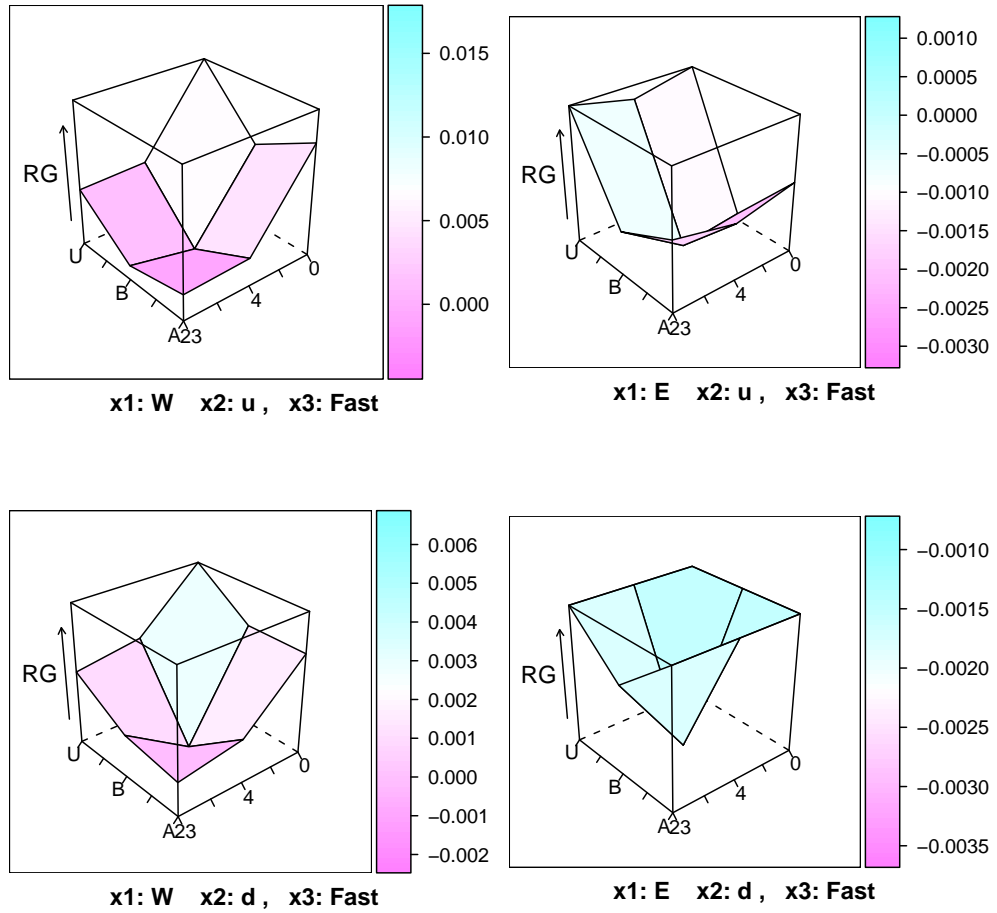 RG
U
B
A23
4
0
0.015
0.010
0.005
0.000
x1: W x2: u , x3: Fast
RG
U
B
A23
4
0
0.0010
0.0005
0.0000
−0.0005
−0.0010
−0.0015
−0.0020
−0.0025
−0.0030
x1: E x2: u , x3: Fast
RG
U
B
A23
4
0
0.006
0.005
0.004
0.003
0.002
0.001
0.000
−0.001
−0.002
x1: W x2: d , x3: Fast
RG
U
B
A23
4
0
−0.0010
−0.0015
−0.0020
−0.0025
−0.0030
−0.0035
x1: E x2: d , x3: Fast